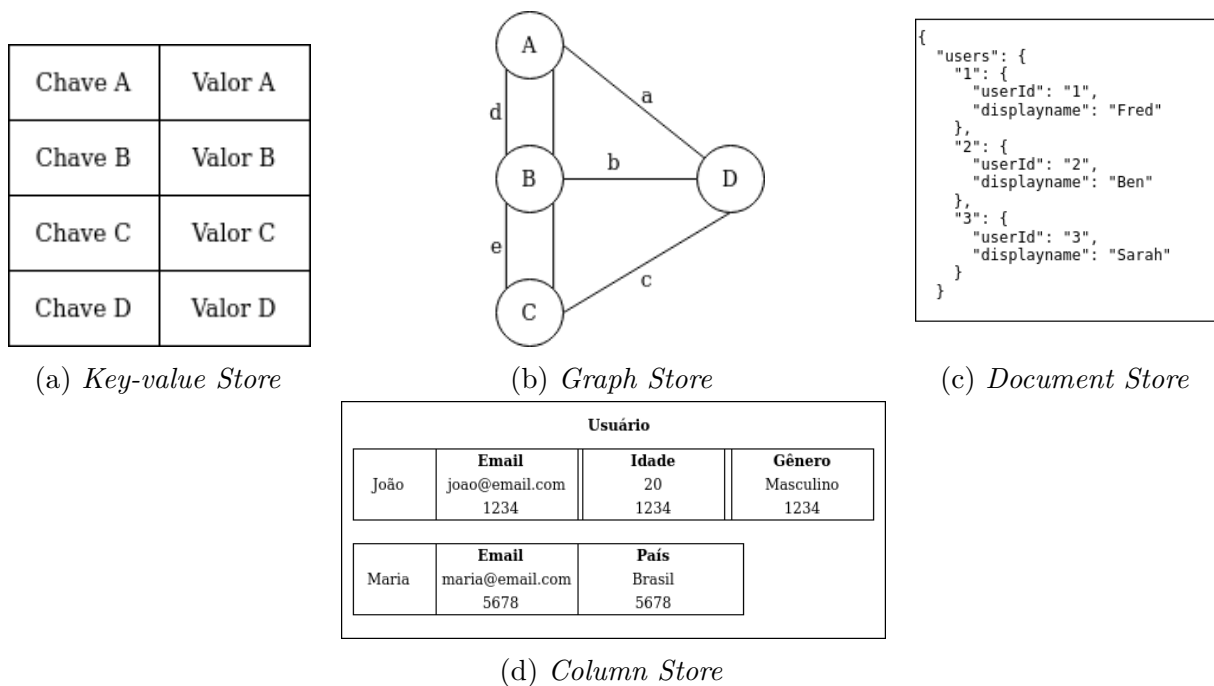 Chave A Valor A
Chave B Valor B
Chave C Valor C
Chave D Valor D
(a) Key-value Store
A
d
a
B
b
D
e
C
c
(b) Graph Store
{
"users": {
"1": {
"userId": "1",
"displayname": "Fred"
},
"2": {
"userId": "2",
"displayname": "Ben"
},
"3": {
"userId": "3",
"displayname": "Sarah"
}
}
(c) Document Store
Usuário
Email Idade Gênero
João joao@email.com 20 Masculino
1234 1234 1234
Email País
Maria maria@email.com Brasil
5678 5678
(d) Column Store